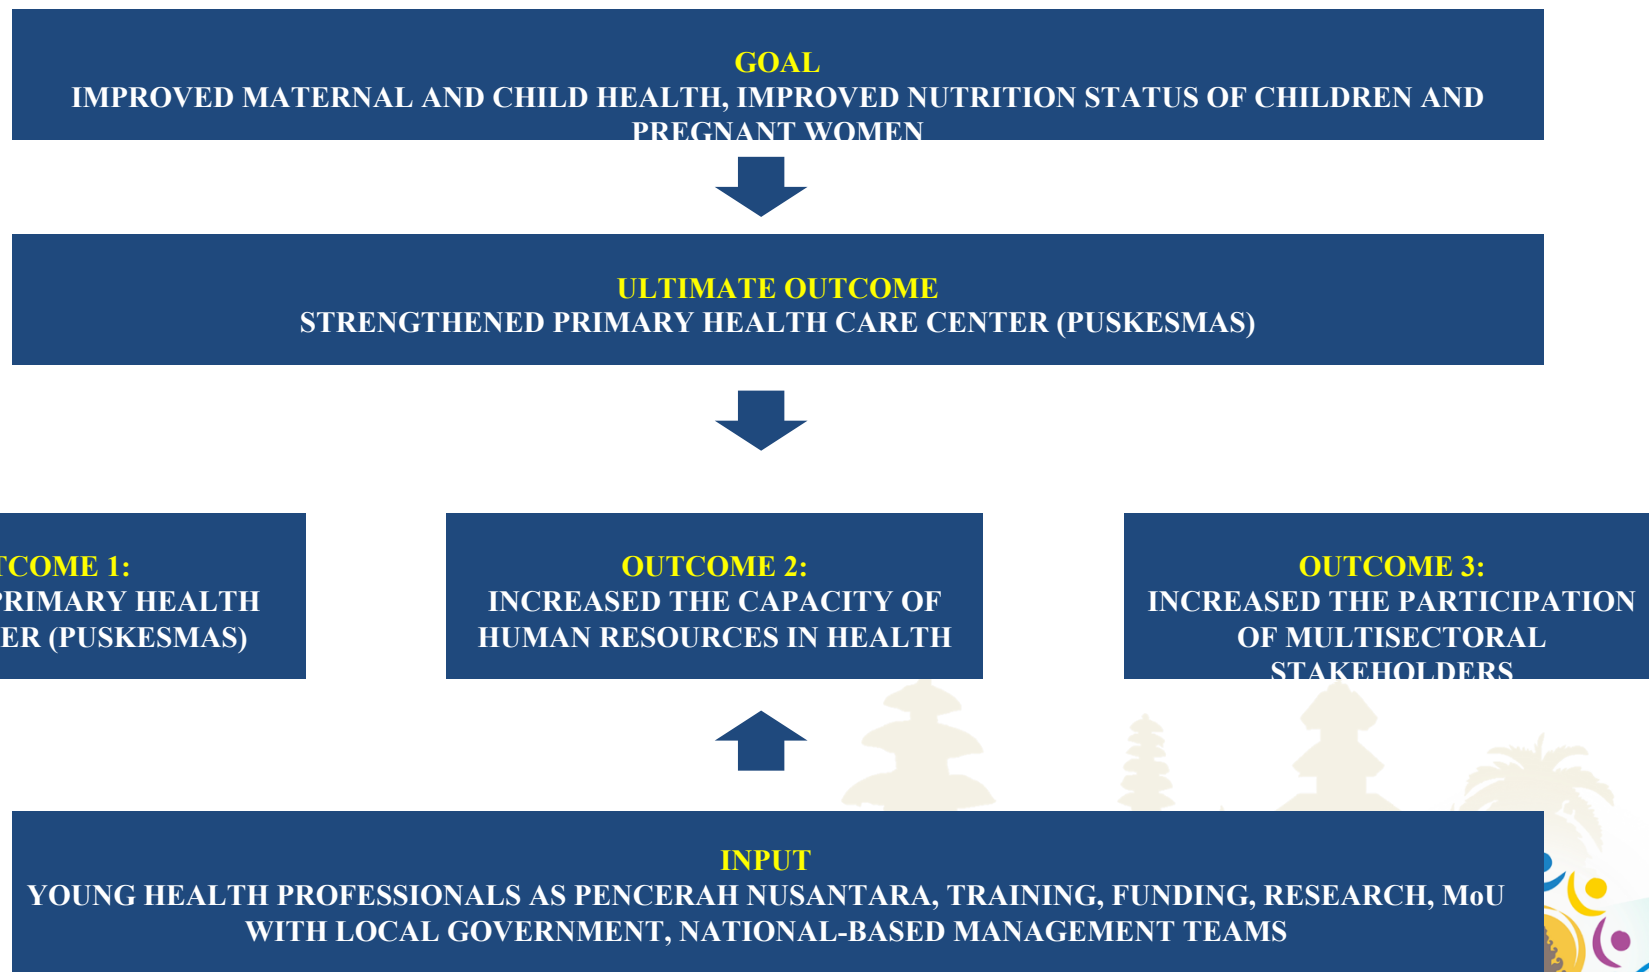 GOAL
IMPROVED MATERNAL AND CHILD HEALTH, IMPROVED NUTRITION STATUS OF CHILDREN AND
PREGNANT WOMEN
ULTIMATE OUTCOME
STRENGTHENED PRIMARY HEALTH CARE CENTER (PUSKESMAS)
TCOME 1:
PRIMARY HEALTH
ER (PUSKESMAS)
OUTCOME 2:
INCREASED THE CAPACITY OF
HUMAN RESOURCES IN HEALTH
OUTCOME 3:
INCREASED THE PARTICIPATION
OF MULTISECTORAL
STAKEHOLDERS
INPUT
YOUNG HEALTH PROFESSIONALS AS PENCERAH NUSANTARA, TRAINING, FUNDING, RESEARCH, MoU
WITH LOCAL GOVERNMENT, NATIONAL-BASED MANAGEMENT TEAMS